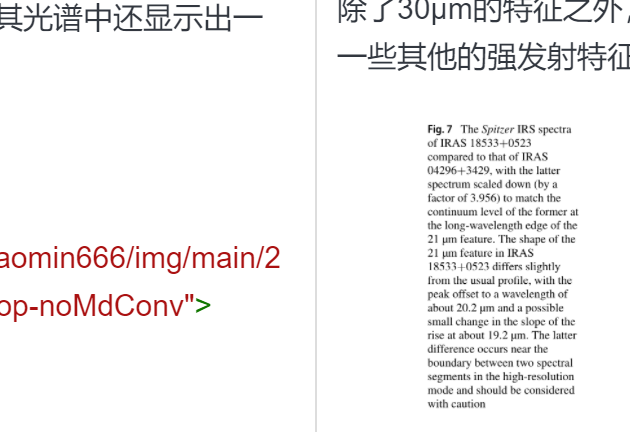 其光谱中还显示出一
aomin666/img/main/2
op-noMdConv">
除了30μm的特征之外,
一些其他的强发射特征
Fig. 7 The Spitzer IRS spectra
of IRAS 18533+0523
compared to that of IRAS
04296+3429, with the latter
spectrum scaled down (by a
factor of 3.956) to match the
continuum level of the former at
the long-wavelength edge of the
21 μm feature. The shape of the
21 μm feature in IRAS
18533+0523 differs slightly
from the usual profile, with the
peak offset to a wavelength of
about 20.2 μm and a possible
small change in the slope of the
rise at about 19.2 μm. The latter
difference occurs near the
boundary between two spectral
segments in the high-resolution
mode and should be considered
with caution